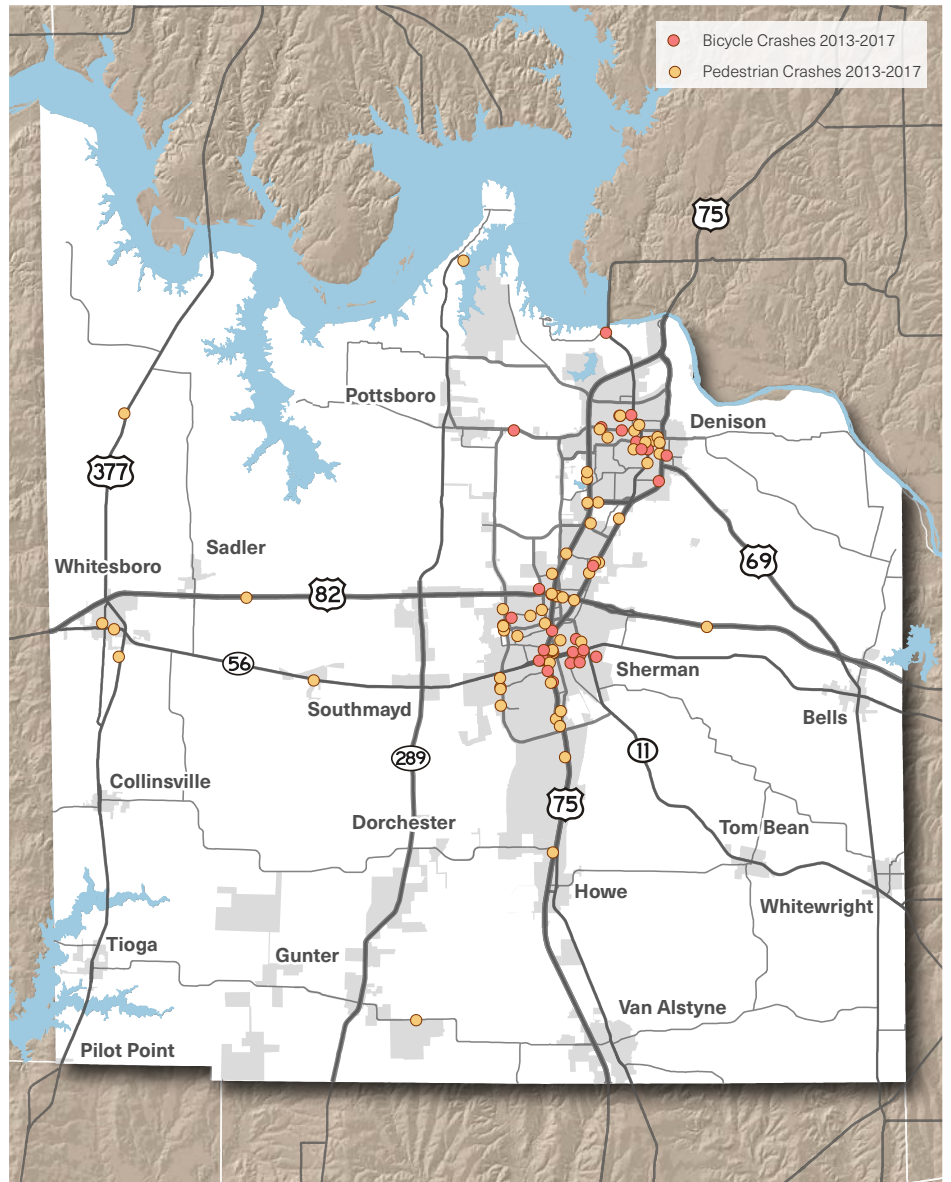 Bicycle Crashes 2013-2017
Pedestrian Crashes 2013-2017
75
Pottsboro
Denison
377
Sadler
Whitesboro
69
82
56
Sherman
Southmayd
Bells
11
289
Collinsville
75
Dorchester
Tom Bean
Howe
Whitewright
Tioga
Gunter
Van Alstyne
Pilot Point